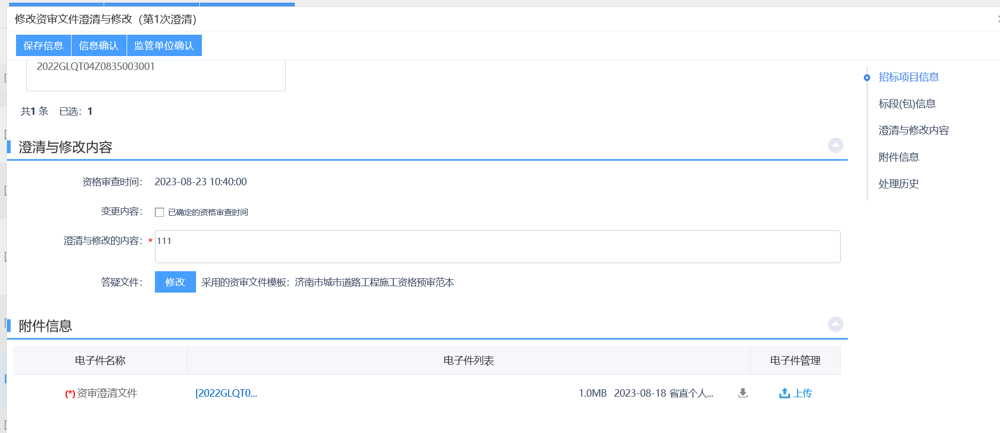 修改资审文件澄清与修改（第1次澄清）
保存信息 信息确认 监管单位确认
2022GLQT04Z0835003001
共1 条 已选：1
澄清与修改内容
资格审查时间： 2023-08-23 10:40:00
变更内容： 已确定的资格审查时间
澄清与修改的内容：* 111
答疑文件： 修改 采用的资审文件模板：济南市城市道路工程施工资格预审范本
附件信息
电子件名称 电子件列表 电子件管理
(*)资审澄清文件 [2022GLQT0... 1.0MB 2023-08-18 省直个人... 上传
招标项目信息
标段(包)信息
澄清与修改内容
附件信息
处理历史